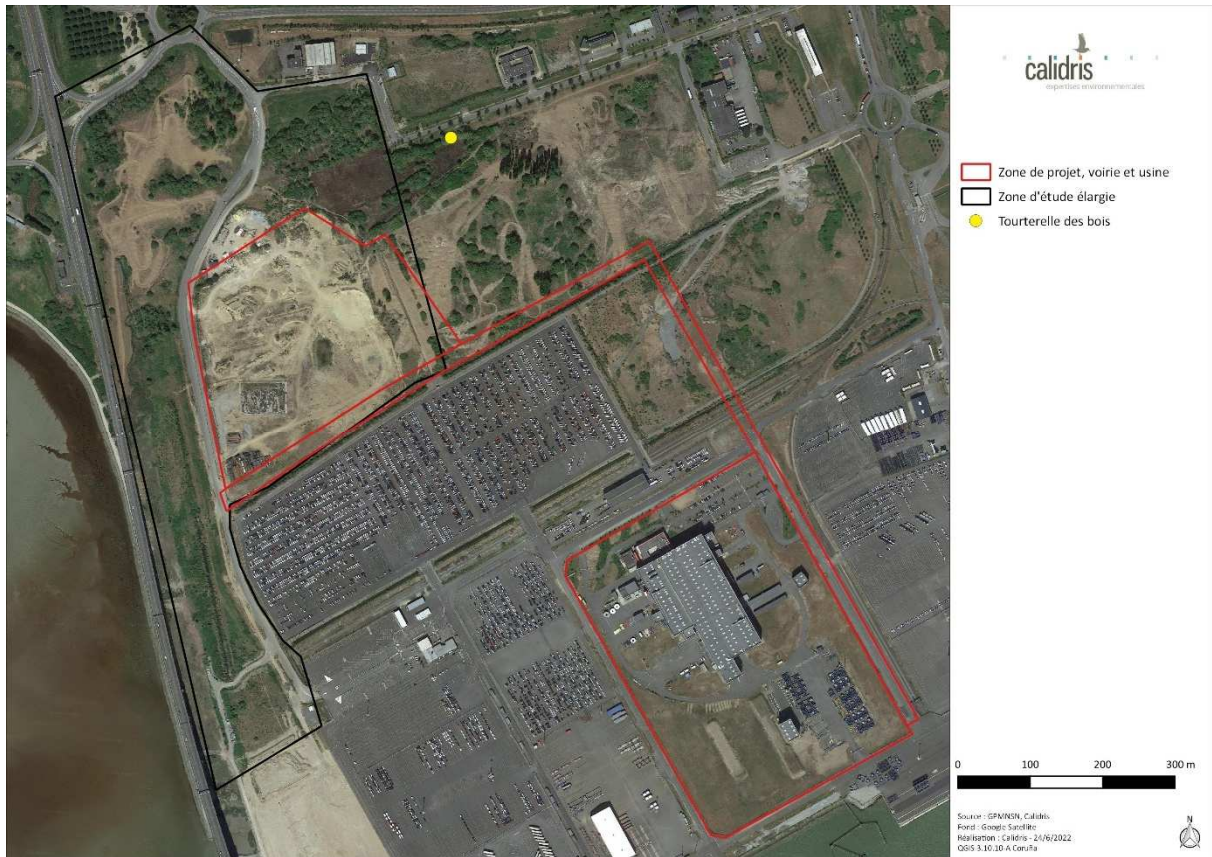 calidris
expertises environnementales
Zone de projet, voirie et usine
Zone d'étude élargie
Tourterelle des bois
0 100 200 300 m
Source : GPMNSN, Calidris
Fond : Google Satellite
Réalisation : Calidris - 24/6/2022
QGIS 3.10.10-A Coruña
N